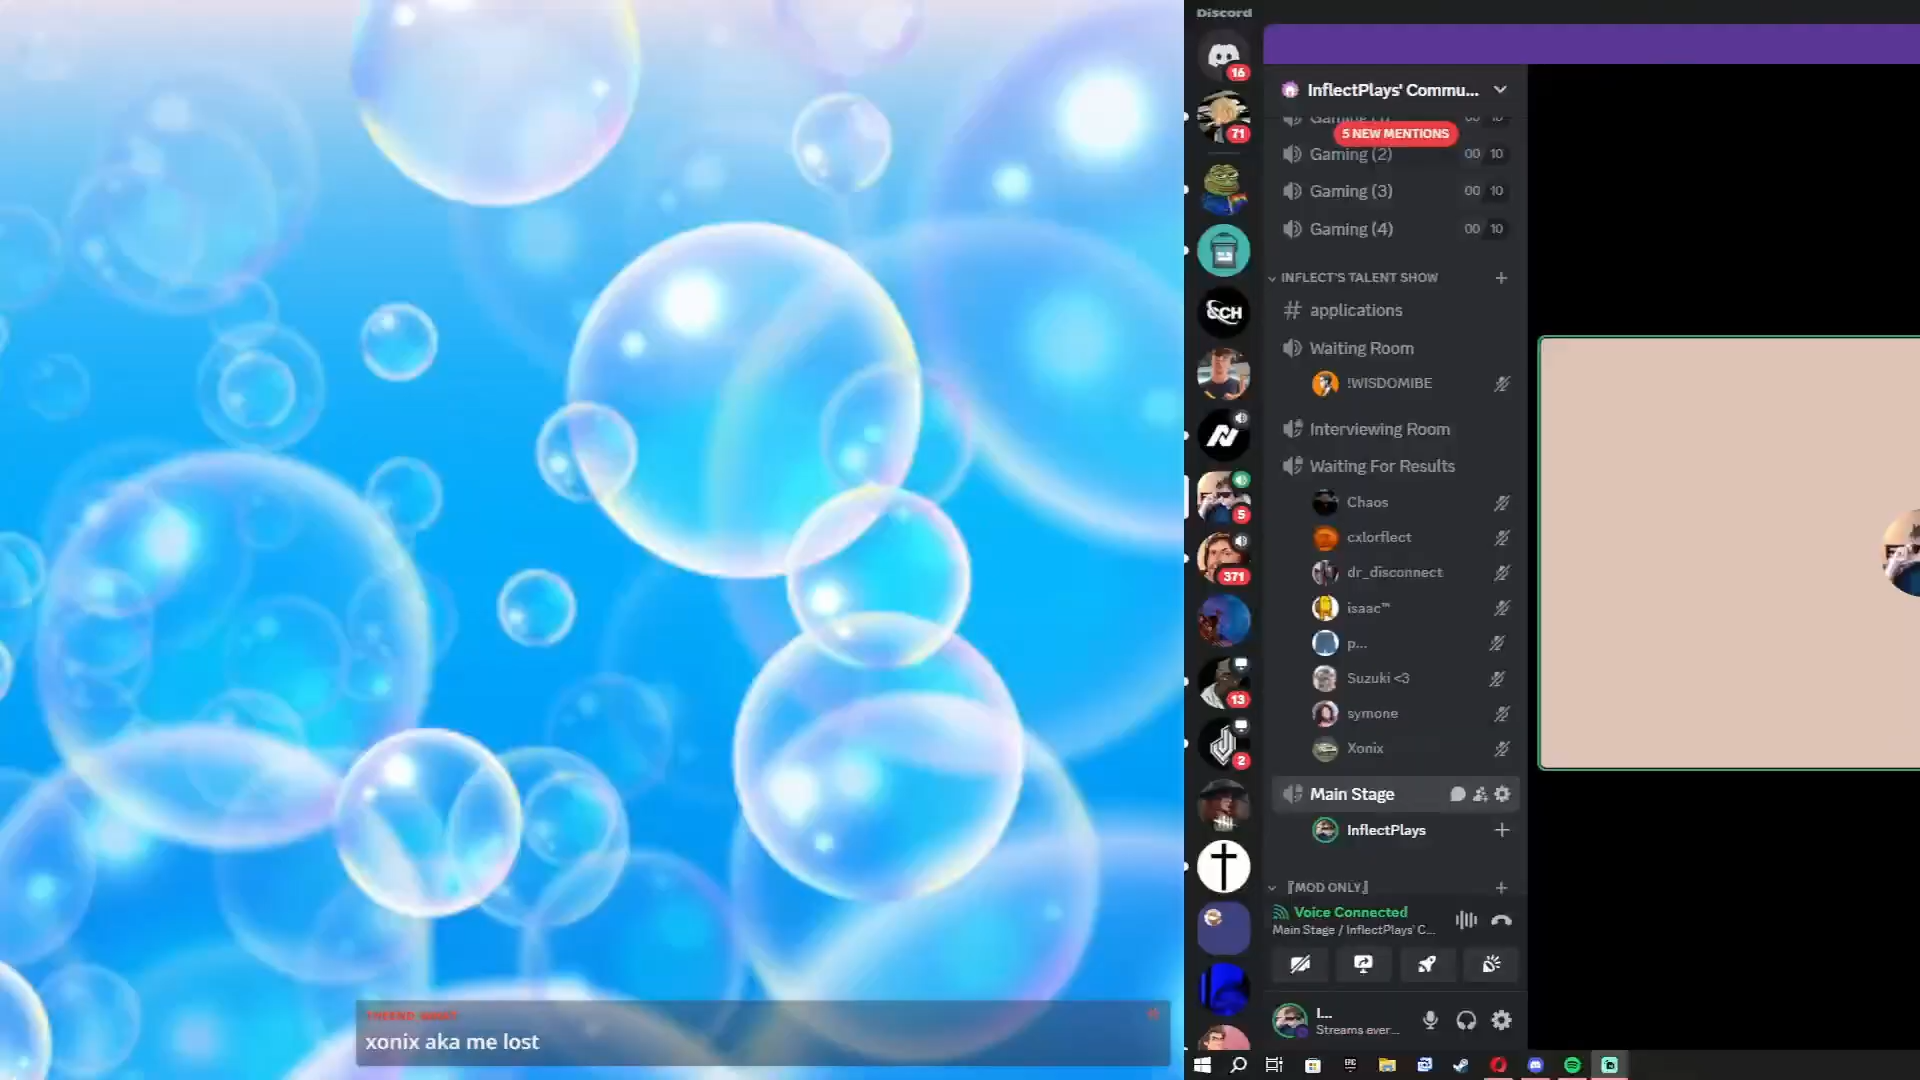 Discord
16
InflectPlays' Commu...
71
5 NEW MENTIONS
Gaming (2) 00 10
Gaming (3) 00 10
Gaming (4) 00 10
INFLECT'S TALENT SHOW
applications
Waiting Room
!WISDOMIBE
Interviewing Room
Waiting For Results
Chaos
5
cxlorflect
371
dr_disconnect
isaac™
p...
Suzuki <3
13
symone
2
Xonix
Main Stage
InflectPlays
『MOD ONLY』
Voice Connected
Main Stage / InflectPlays' C...
I...
Streams ever...
xonix aka me lost